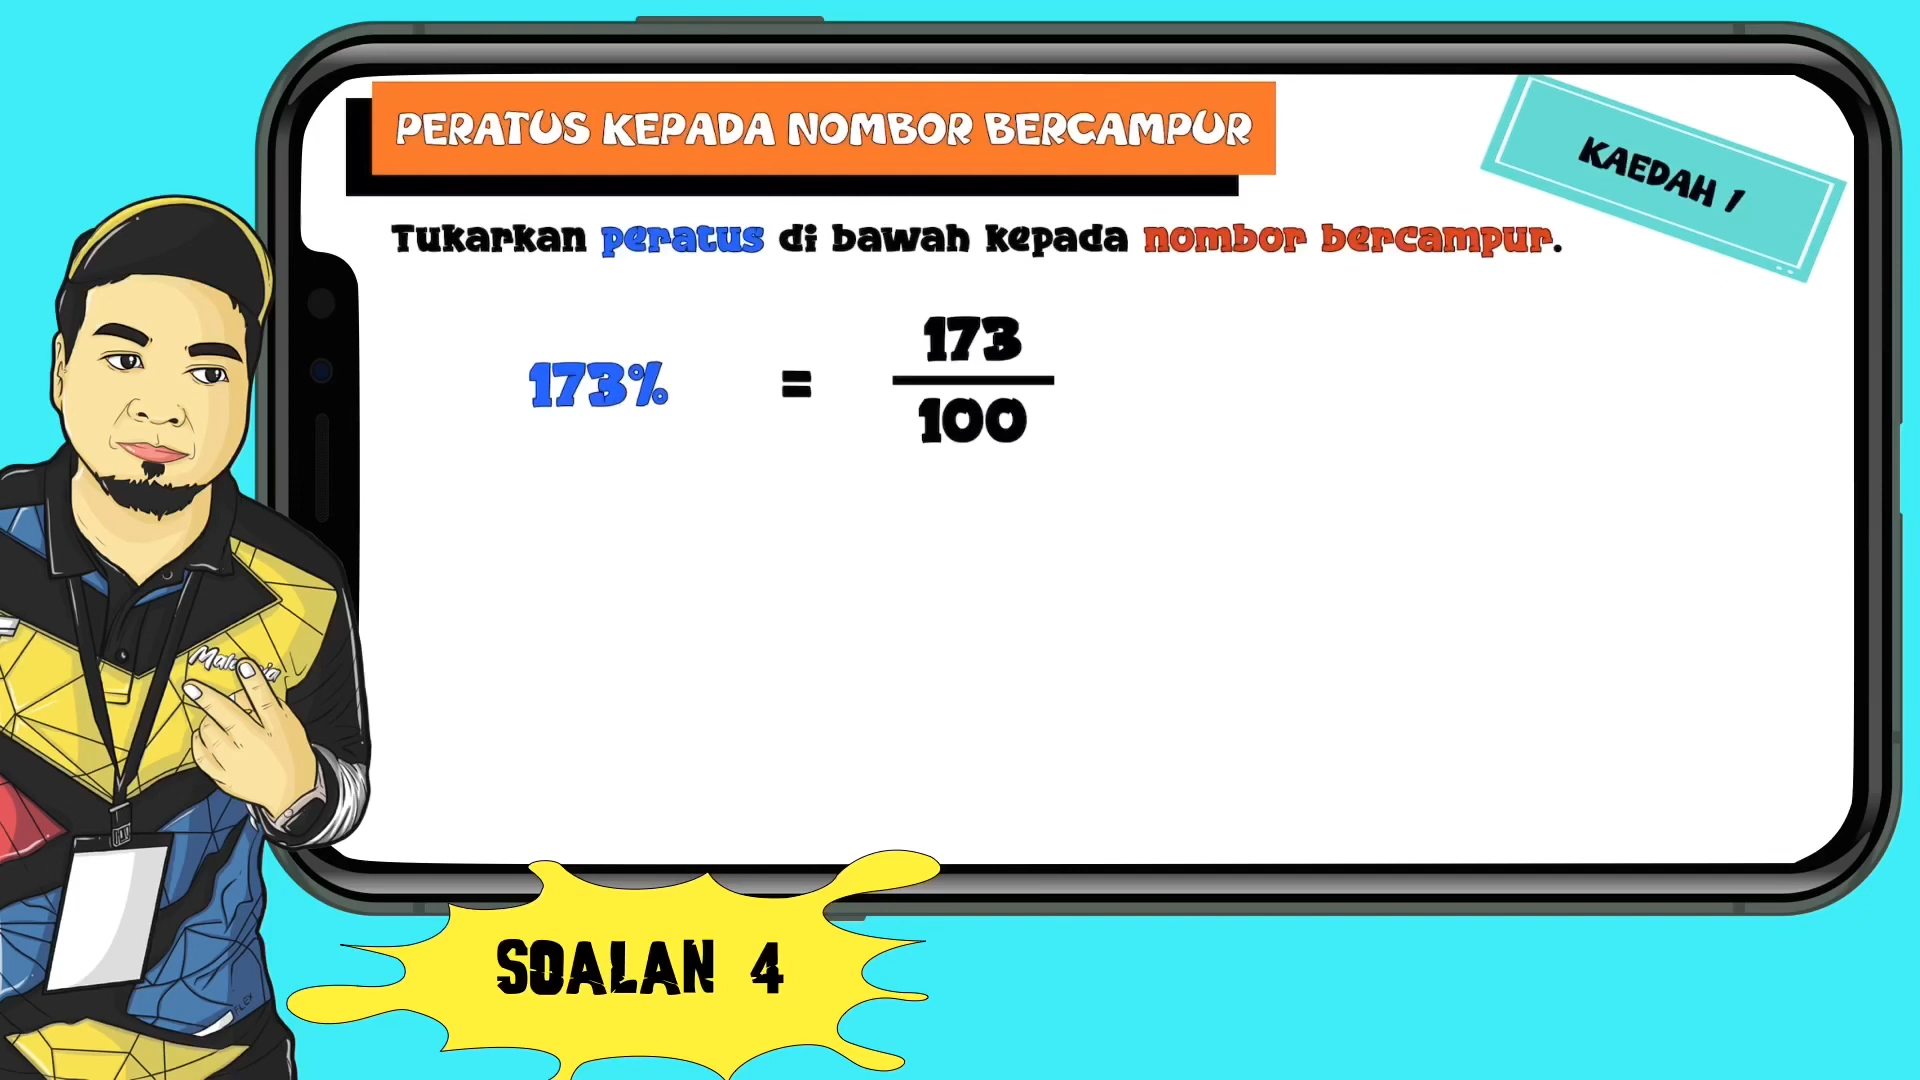 PERATUS KEPADA NOMBOR BERCAMPUR
KAEDAH 1
Tukarkan peratus di bawah kepada nombor bercampur.
173% = 173/100
SOALAN 4